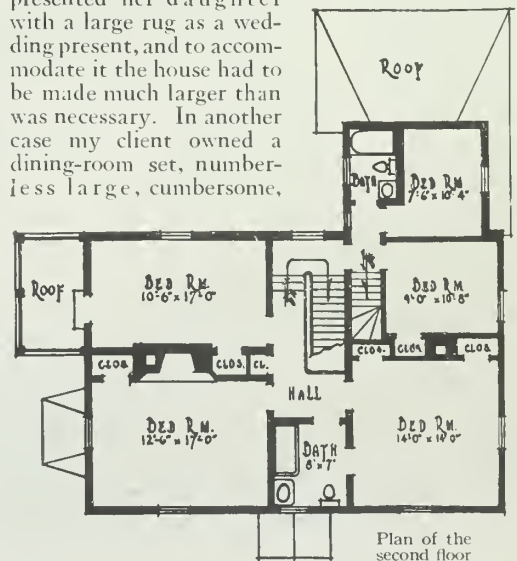 presented her daughter
with a large rug as a wed-
ding present, and to accom-
modate it the house had to
be made much larger than
was necessary. In another
case my client owned a
dining-room set, number-
less large, cumbersome,
ROOF
BATH
BED RM
7'-6" x 10'-4"
ROOF
BED RM.
10'-6" x 17'-0"
BED RM
9'-0" x 10'-8"
CLOS.
CLOS.
CL.
CLOS.
CLOS.
CLOS.
HALL
BED RM.
12'-6" x 17'-0"
BATH
8' x 7'
BED RM.
14'-0" x 14'-0"
Plan of the
second floor